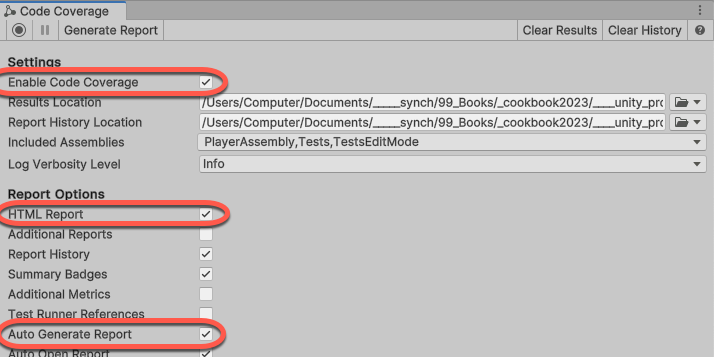 Code Coverage
Generate Report Clear Results Clear History
Settings
Enable Code Coverage
Results Location /Users/Computer/Documents/_____synch/99_Books/_cookbook2023/____unity_pro
Report History Location /Users/Computer/Documents/_____synch/99_Books/_cookbook2023/____unity_pro
Included Assemblies PlayerAssembly,Tests,TestsEditMode
Log Verbosity Level Info
Report Options
HTML Report
Additional Reports
Report History
Summary Badges
Additional Metrics
Test Runner References
Auto Generate Report
Auto Open Report